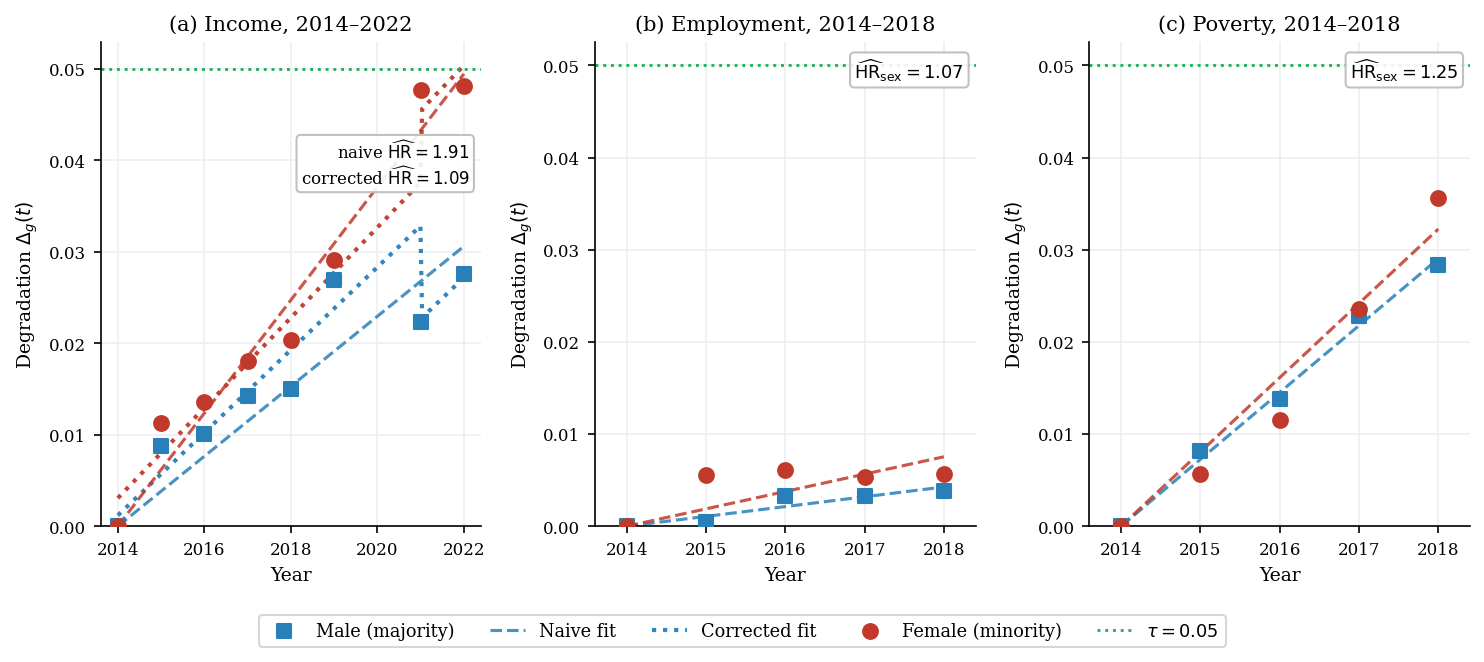 (a) Income, 2014–2022
Degradation Δg(t)
0.05
0.04
0.03
0.02
0.01
0.00
naive HR̂ = 1.91
corrected HR̂ = 1.09
2014 2016 2018 2020 2022
Year
(b) Employment, 2014–2018
Degradation Δg(t)
0.05
0.04
0.03
0.02
0.01
0.00
HR̂sex = 1.07
2014 2015 2016 2017 2018
Year
(c) Poverty, 2014–2018
Degradation Δg(t)
0.05
0.04
0.03
0.02
0.01
0.00
HR̂sex = 1.25
2014 2015 2016 2017 2018
Year
Male (majority) Naive fit Corrected fit Female (minority) τ = 0.05